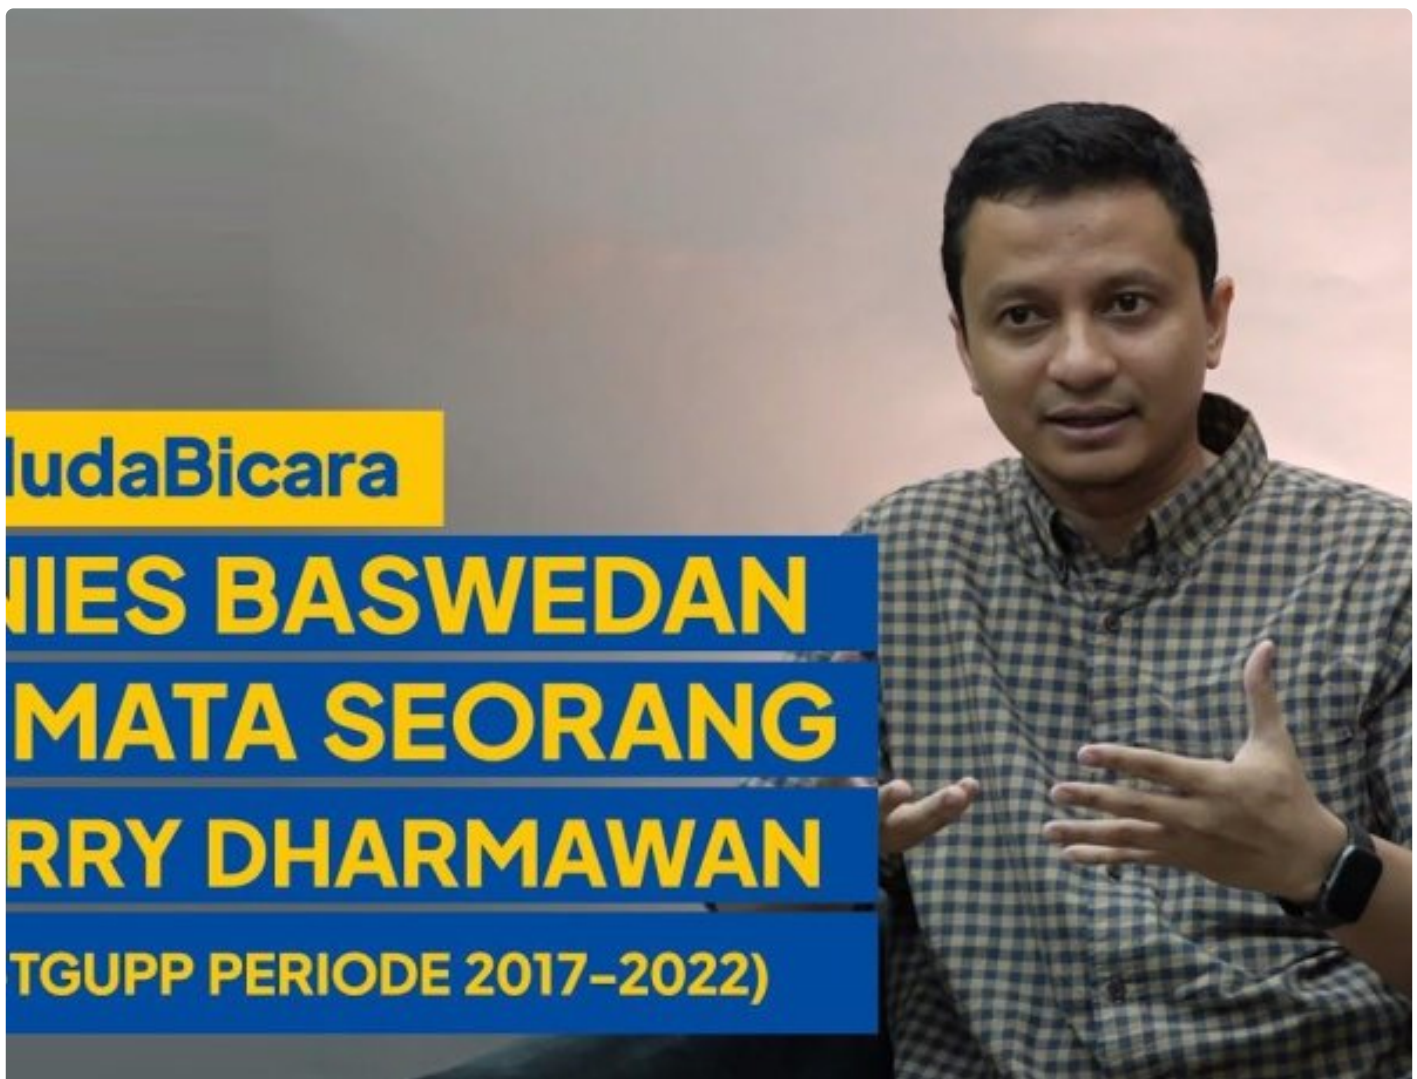 udaBicara
NIES BASWEDAN
MATA SEORANG
RRY DHARMAWAN
TGUPP PERIODE 2017–2022)